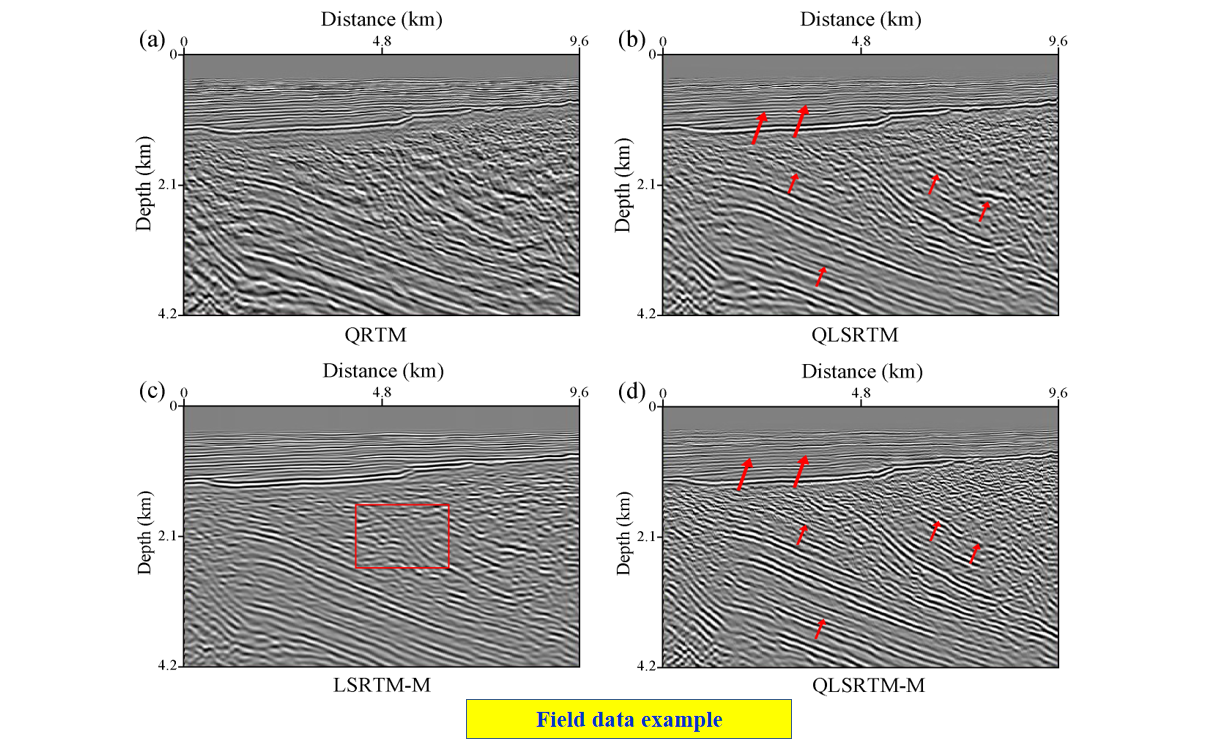 Distance (km)
(a) 0 4.8 9.6
0
Depth (km)
2.1
4.2
QRTM
Distance (km)
(b) 0 4.8 9.6
0
Depth (km)
2.1
4.2
QLSRTM
Distance (km)
(c) 0 4.8 9.6
0
Depth (km)
2.1
4.2
LSRTM-M
Distance (km)
(d) 0 4.8 9.6
0
Depth (km)
2.1
4.2
QLSRTM-M
Field data example